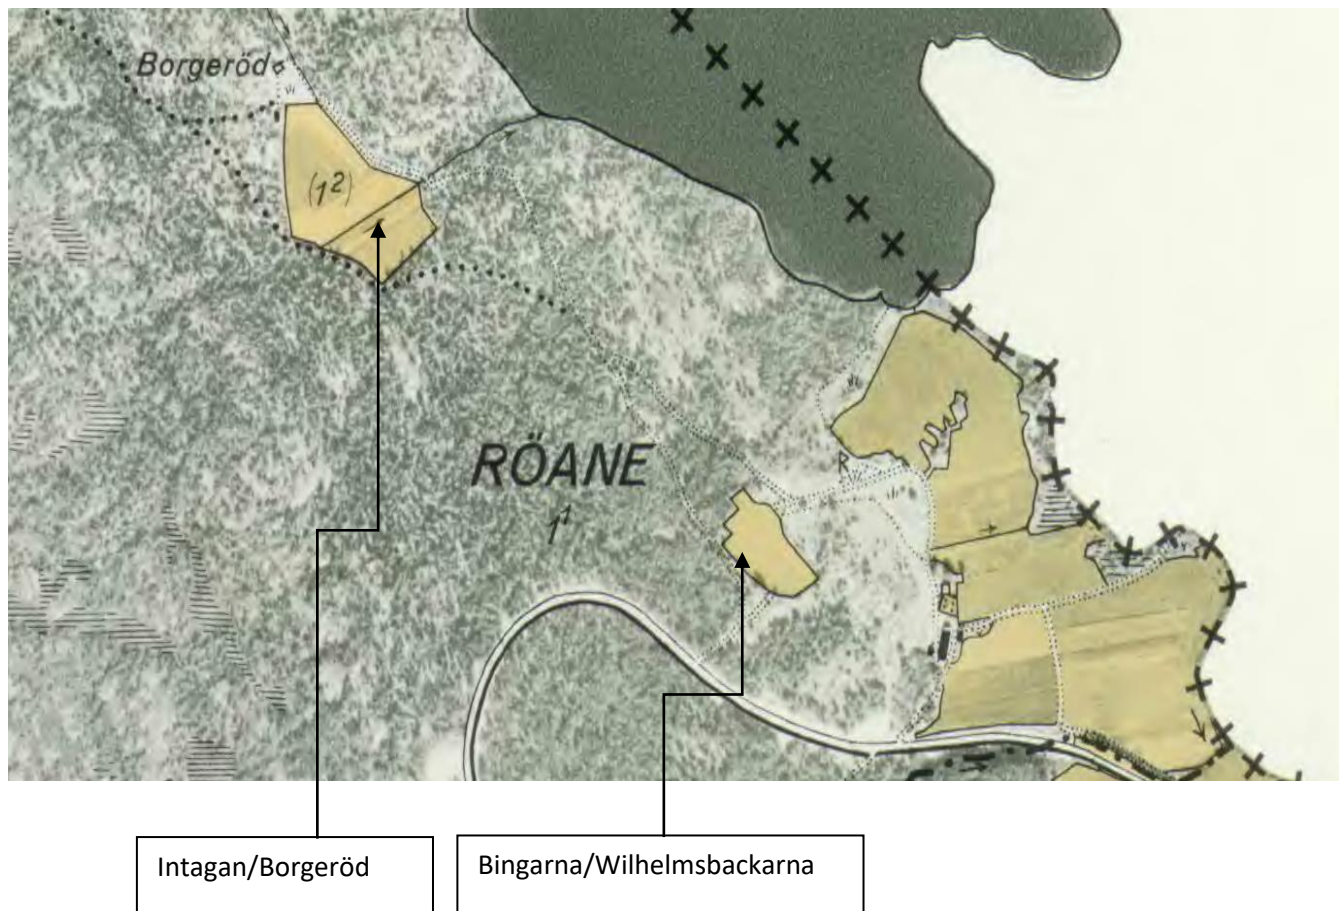 Borgeröd
(1²)
RÖANE
1¹
R
Intagan/Borgeröd
Bingarna/Wilhelmsbackarna